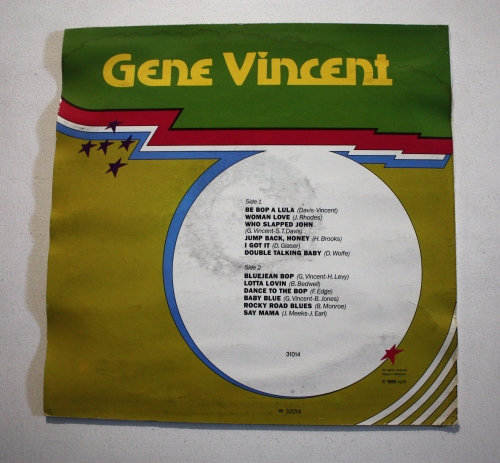 Gene Vincent
Side 1
BE BOP A LULA (Davis-Vincent)
WOMAN LOVE (J. Rhodes)
WHO SLAPPED JOHN
(G. Vincent-S.T. Davis)
JUMP BACK, HONEY (H. Brooks)
I GOT IT (D. Glaser)
DOUBLE TALKING BABY (D. Wolfe)
Side 2
BLUEJEAN BOP (G, Vincent-H. Levy)
LOTTA LOVIN (B. Bedwell)
DANCE TO THE BOP (F. Edge)
BABY BLUE (G, Vincent-B. Jones)
ROCKY ROAD BLUES (B. Monroe)
SAY MAMA (J. Meeks-J. Earl)
31014